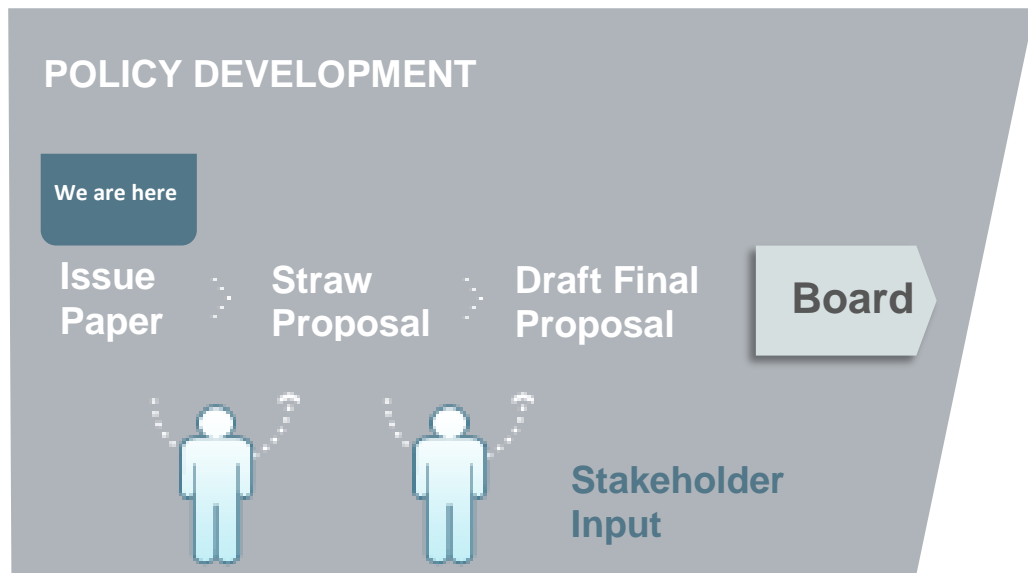 POLICY DEVELOPMENT
We are here
Issue
Paper
Straw
Proposal
Draft Final
Proposal
Board
Stakeholder
Input